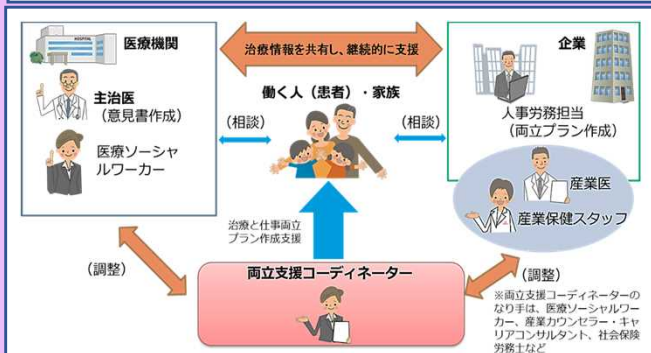 医療機関
HOSPITAL
主治医
(意見書作成)
医療ソーシャ
ルワーカー
治療情報を共有し、継続的に支援
働く人(患者)・家族
(相談)
(相談)
企業
人事労務担当
(両立プラン作成)
産業医
産業保健スタッフ
治療と仕事両立
プラン作成支援
(調整)
(調整)
両立支援コーディネーター
※両立支援コーディネーターの
なり手は、医療ソーシャルワー
カー、産業カウンセラー・キャ
リアコンサルタント、社会保険
労務士など